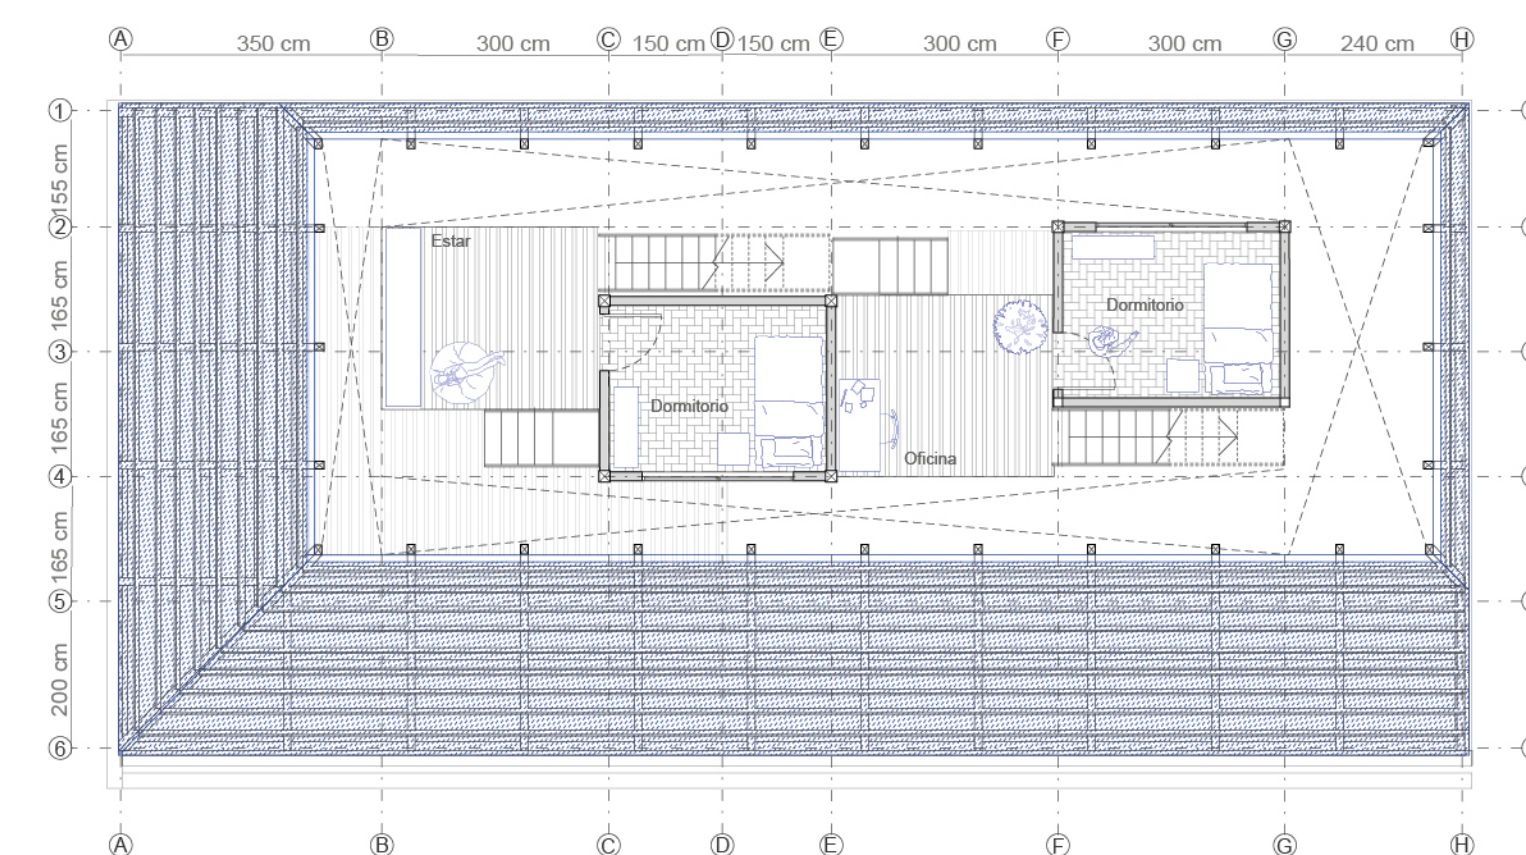 A 350 cm B 300 cm C 150 cm D 150 cm E 300 cm F 300 cm G 240 cm H
1
155 cm
2
Estar
165 cm
Dormitorio
3
165 cm
Dormitorio
Oficina
4
165 cm
5
200 cm
6
A B C D E F G H